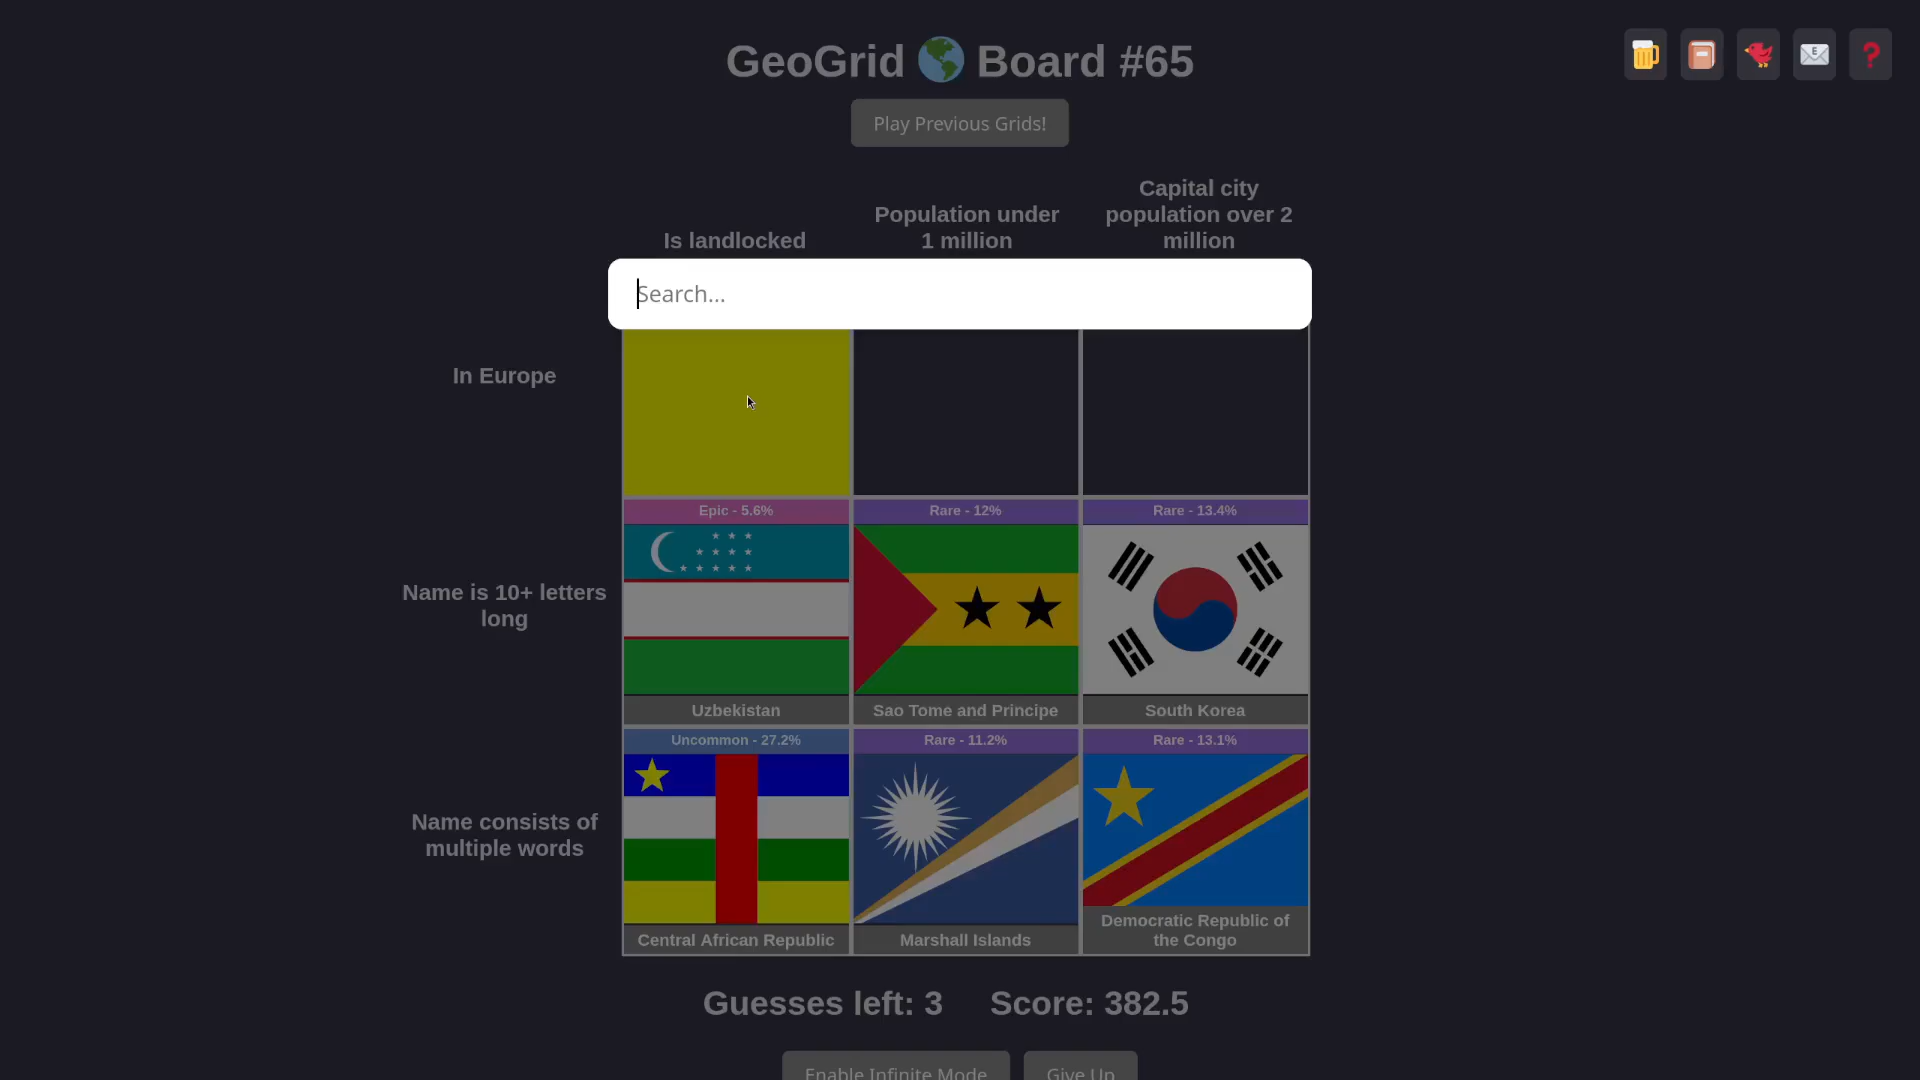 GeoGrid Board #65
Play Previous Grids!
Is landlocked
Population under
1 million
Capital city
population over 2
million
Search...
In Europe
Epic - 5.6%
Rare - 12%
Rare - 13.4%
Name is 10+ letters
long
Uzbekistan
Sao Tome and Principe
South Korea
Uncommon - 27.2%
Rare - 11.2%
Rare - 13.1%
Name consists of
multiple words
Central African Republic
Marshall Islands
Democratic Republic of
the Congo
Guesses left: 3
Score: 382.5
Enable Infinite Mode
Give Up